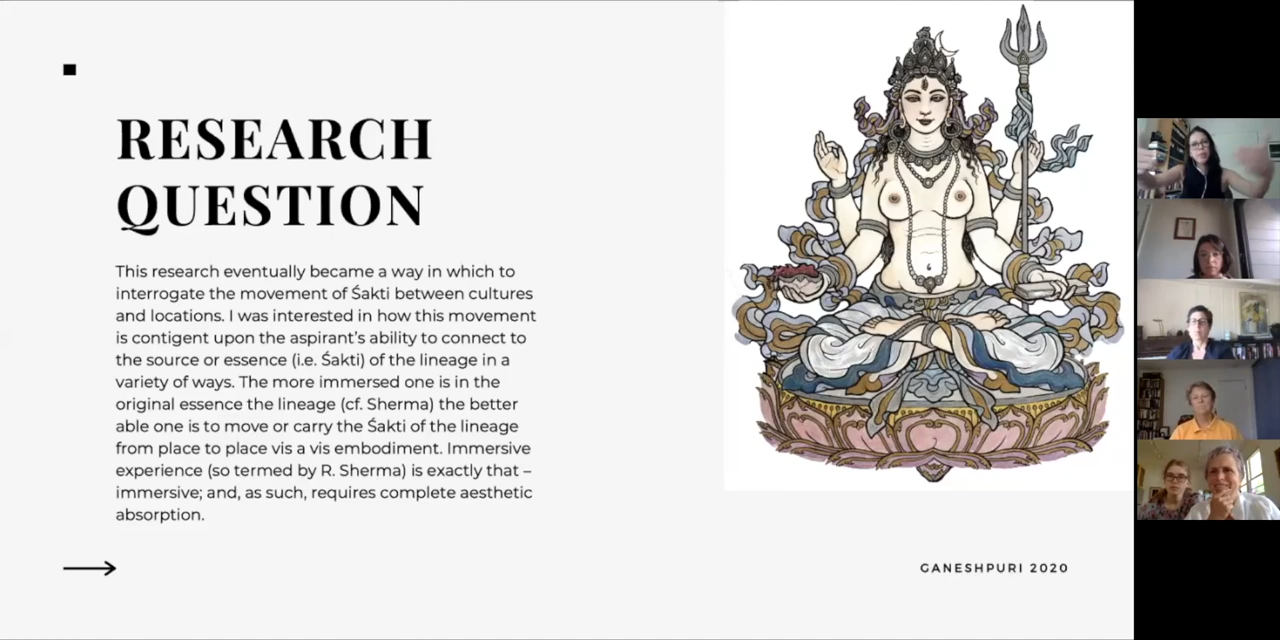 RESEARCH
QUESTION
This research eventually became a way in which to
interrogate the movement of Śakti between cultures
and locations. I was interested in how this movement
is contigent upon the aspirant's ability to connect to
the source or essence (i.e. Śakti) of the lineage in a
variety of ways. The more immersed one is in the
original essence the lineage (cf. Sherma) the better
able one is to move or carry the Śakti of the lineage
from place to place vis a vis embodiment. Immersive
experience (so termed by R. Sherma) is exactly that –
immersive; and, as such, requires complete aesthetic
absorption.
GANESHPURI 2020